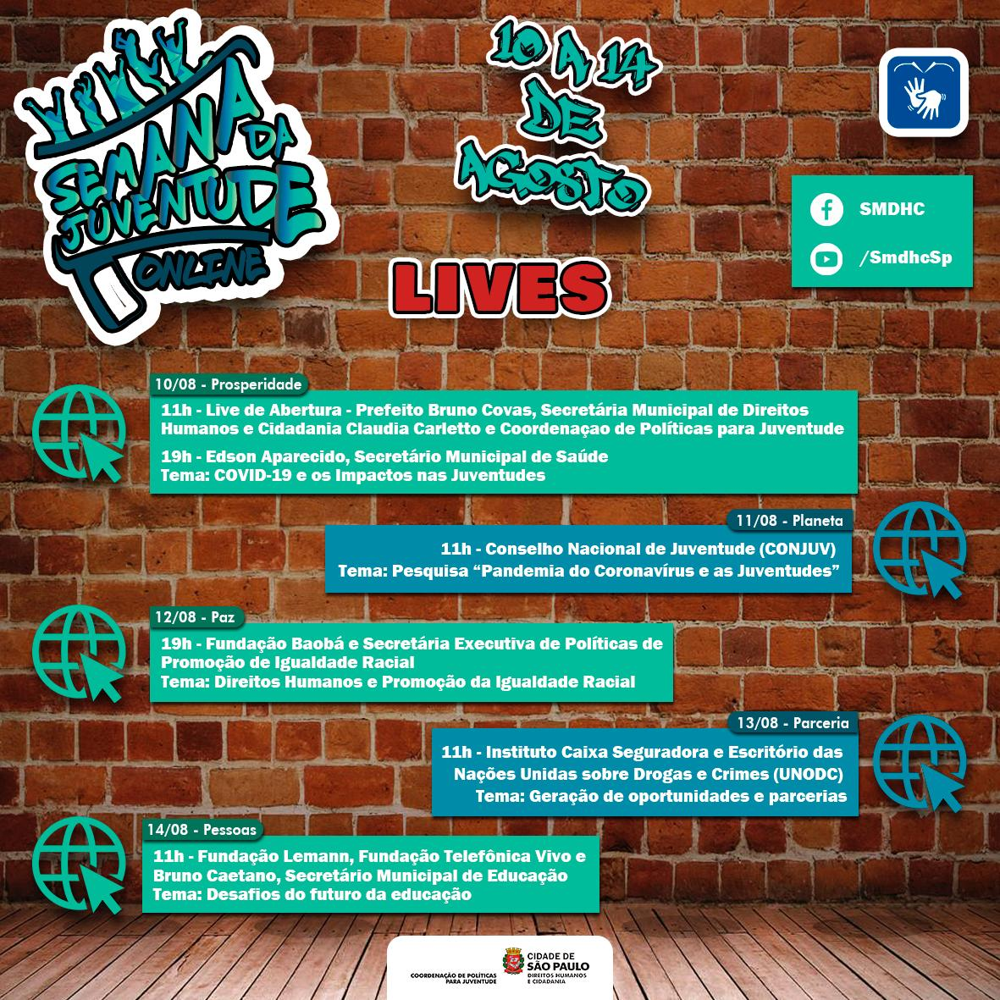 SEMANA DA
JUVENTUDE
ONLINE
10 A 14
DE
AGOSTO
SMDHC
/SmdhcSp
LIVES
10/08 - Prosperidade
11h - Live de Abertura - Prefeito Bruno Covas, Secretária Municipal de Direitos
Humanos e Cidadania Claudia Carletto e Coordenaçao de Políticas para Juventude
19h - Edson Aparecido, Secretário Municipal de Saúde
Tema: COVID-19 e os Impactos nas Juventudes
11/08 - Planeta
11h - Conselho Nacional de Juventude (CONJUV)
Tema: Pesquisa “Pandemia do Coronavírus e as Juventudes”
12/08 - Paz
19h - Fundação Baobá e Secretária Executiva de Políticas de
Promoção de Igualdade Racial
Tema: Direitos Humanos e Promoção da Igualdade Racial
13/08 - Parceria
11h - Instituto Caixa Seguradora e Escritório das
Nações Unidas sobre Drogas e Crimes (UNODC)
Tema: Geração de oportunidades e parcerias
14/08 - Pessoas
11h - Fundação Lemann, Fundação Telefônica Vivo e
Bruno Caetano, Secretário Municipal de Educação
Tema: Desafios do futuro da educação
COORDENAÇÃO DE POLÍTICAS
PARA JUVENTUDE
CIDADE DE
SÃO PAULO
DIREITOS HUMANOS
E CIDADANIA